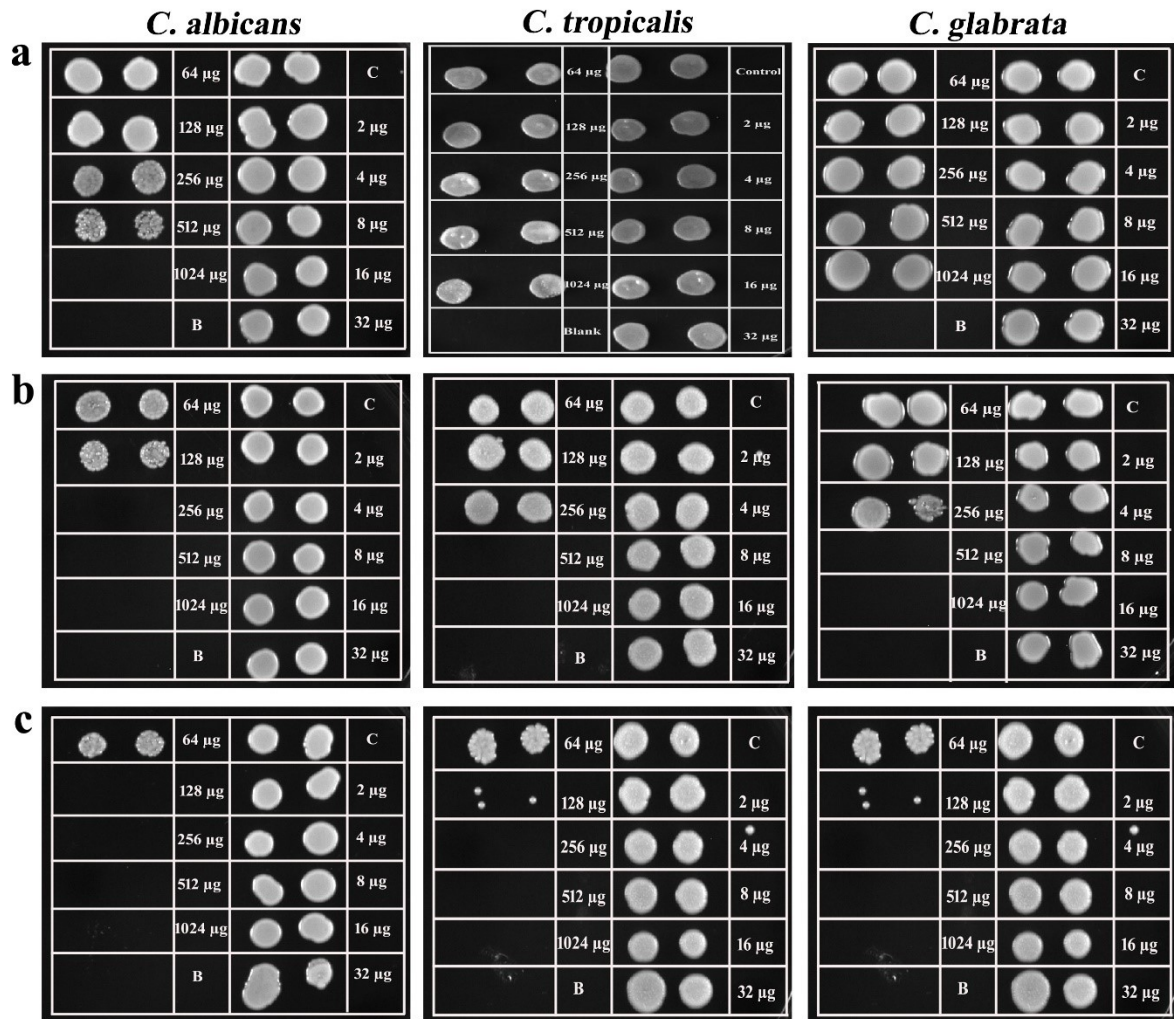 C. albicans C. tropicalis C. glabrata
a
64 µg C
128 µg 2 µg
256 µg 4 µg
512 µg 8 µg
1024 µg 16 µg
B 32 µg
64 µg Control
128 µg 2 µg
256 µg 4 µg
512 µg 8 µg
1024 µg 16 µg
Blank 32 µg
64 µg C
128 µg 2 µg
256 µg 4 µg
512 µg 8 µg
1024 µg 16 µg
B 32 µg
b
64 µg C
128 µg 2 µg
256 µg 4 µg
512 µg 8 µg
1024 µg 16 µg
B 32 µg
64 µg C
128 µg 2 µg
256 µg 4 µg
512 µg 8 µg
1024 µg 16 µg
B 32 µg
64 µg C
128 µg 2 µg
256 µg 4 µg
512 µg 8 µg
1024 µg 16 µg
B 32 µg
c
64 µg C
128 µg 2 µg
256 µg 4 µg
512 µg 8 µg
1024 µg 16 µg
B 32 µg
64 µg C
128 µg 2 µg
256 µg 4 µg
512 µg 8 µg
1024 µg 16 µg
B 32 µg
64 µg C
128 µg 2 µg
256 µg 4 µg
512 µg 8 µg
1024 µg 16 µg
B 32 µg